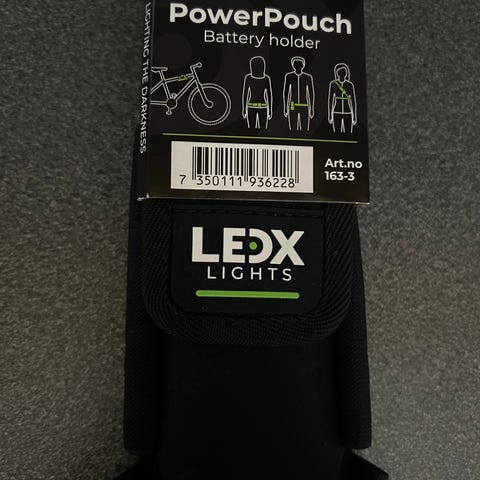 PowerPouch
Battery holder
LIGHTING THE DARKNESS
Art.no
163-3
7 350111 936228
LEDX
LIGHTS